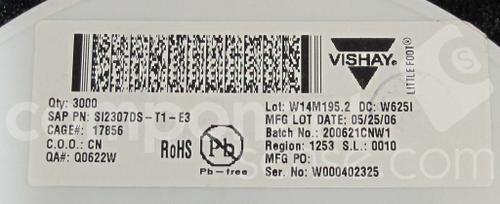 VISHAY®
LITTLE FOOT®
Qty: 3000
SAP PN: SI2307DS-T1-E3
CAGE#: 17856
C.O.O: CN
QA#: Q0622W
RoHS
Pb
Pb-free
Lot: W14M195.2 DC: W625I
MFG LOT DATE: 05/25/06
Batch No.: 200621CNW1
Region: 1253 S.L.: 0010
MFG PO:
Ser. No.: W000402325